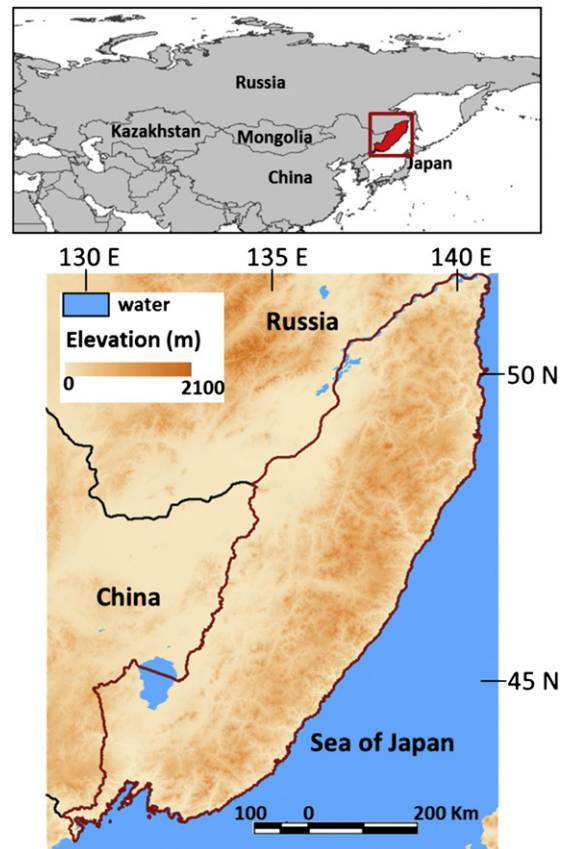 Russia
Kazakhstan
Mongolia
China
Japan
130 E 135 E 140 E
water
Elevation (m)
0 2100
Russia
50 N
China
45 N
Sea of Japan
100 0 200 Km